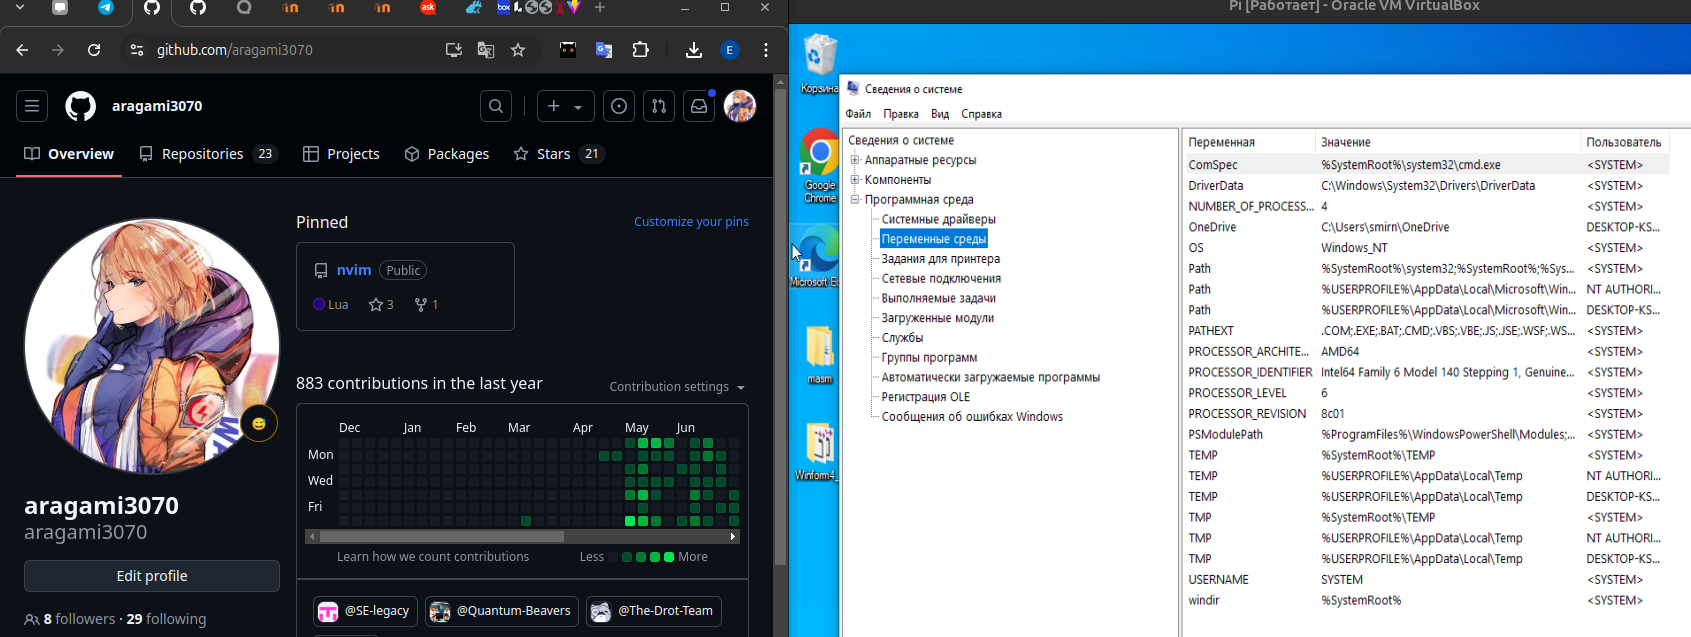 Pi [Работает] - Oracle VM VirtualBox
ask
box
github.com/aragami3070
E
aragami3070
Overview
Repositories 23
Projects
Packages
Stars 21
Pinned
Customize your pins
nvim Public
Lua 3 1
883 contributions in the last year
Contribution settings
Dec Jan Feb Mar Apr May Jun
Mon
Wed
Fri
Learn how we count contributions
Less More
aragami3070
aragami3070
Edit profile
8 followers · 29 following
@SE-legacy
@Quantum-Beavers
@The-Drot-Team
Корзина
Google
Chrome
Microsoft Ed
masm
Winform4_
Сведения о системе
Файл Правка Вид Справка
Сведения о системе
Аппаратные ресурсы
Компоненты
Программная среда
Системные драйверы
Переменные среды
Задания для принтера
Сетевые подключения
Выполняемые задачи
Загруженные модули
Службы
Группы программ
Автоматически загружаемые программы
Регистрация OLE
Сообщения об ошибках Windows
Переменная Значение Пользователь
ComSpec %SystemRoot%\system32\cmd.exe <SYSTEM>
DriverData C:\Windows\System32\Drivers\DriverData <SYSTEM>
NUMBER_OF_PROCESS... 4 <SYSTEM>
OneDrive C:\Users\smirn\OneDrive DESKTOP-KS...
OS Windows_NT <SYSTEM>
Path %SystemRoot%\system32;%SystemRoot%;%Sys... <SYSTEM>
Path %USERPROFILE%\AppData\Local\Microsoft\Win... NT AUTHORI...
Path %USERPROFILE%\AppData\Local\Microsoft\Win... DESKTOP-KS...
PATHEXT .COM;.EXE;.BAT;.CMD;.VBS;.VBE;.JS;.JSE;.WSF;.WS... <SYSTEM>
PROCESSOR_ARCHITE... AMD64 <SYSTEM>
PROCESSOR_IDENTIFIER Intel64 Family 6 Model 140 Stepping 1, Genuine... <SYSTEM>
PROCESSOR_LEVEL 6 <SYSTEM>
PROCESSOR_REVISION 8c01 <SYSTEM>
PSModulePath %ProgramFiles%\WindowsPowerShell\Modules;... <SYSTEM>
TEMP %SystemRoot%\TEMP <SYSTEM>
TEMP %USERPROFILE%\AppData\Local\Temp NT AUTHORI...
TEMP %USERPROFILE%\AppData\Local\Temp DESKTOP-KS...
TMP %SystemRoot%\TEMP <SYSTEM>
TMP %USERPROFILE%\AppData\Local\Temp NT AUTHORI...
TMP %USERPROFILE%\AppData\Local\Temp DESKTOP-KS...
USERNAME SYSTEM <SYSTEM>
windir %SystemRoot% <SYSTEM>